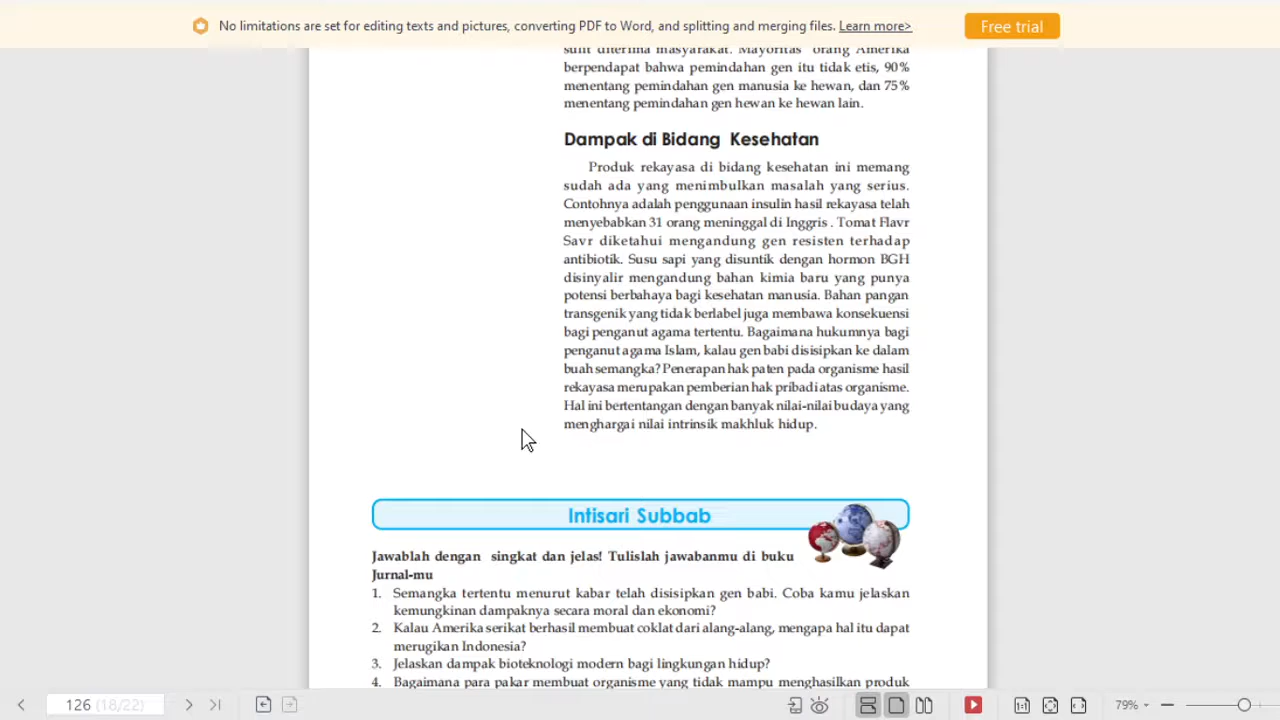 No limitations are set for editing texts and pictures, converting PDF to Word, and splitting and merging files. Learn more>
Free trial
sulit diterima masyarakat. Mayoritas orang Amerika
berpendapat bahwa pemindahan gen itu tidak etis, 90%
menentang pemindahan gen manusia ke hewan, dan 75%
menentang pemindahan gen hewan ke hewan lain.
Dampak di Bidang Kesehatan
Produk rekayasa di bidang kesehatan ini memang
sudah ada yang menimbulkan masalah yang serius.
Contohnya adalah penggunaan insulin hasil rekayasa telah
menyebabkan 31 orang meninggal di Inggris . Tomat Flavr
Savr diketahui mengandung gen resisten terhadap
antibiotik. Susu sapi yang disuntik dengan hormon BGH
disinyalir mengandung bahan kimia baru yang punya
potensi berbahaya bagi kesehatan manusia. Bahan pangan
transgenik yang tidak berlabel juga membawa konsekuensi
bagi penganut agama tertentu. Bagaimana hukumnya bagi
penganut agama Islam, kalau gen babi disisipkan ke dalam
buah semangka? Penerapan hak paten pada organisme hasil
rekayasa merupakan pemberian hak pribadi atas organisme.
Hal ini bertentangan dengan banyak nilai-nilai budaya yang
menghargai nilai intrinsik makhluk hidup.
Intisari Subbab
Jawablah dengan singkat dan jelas! Tulislah jawabanmu di buku
Jurnal-mu
1. Semangka tertentu menurut kabar telah disisipkan gen babi. Coba kamu jelaskan
kemungkinan dampaknya secara moral dan ekonomi?
2. Kalau Amerika serikat berhasil membuat coklat dari alang-alang, mengapa hal itu dapat
merugikan Indonesia?
3. Jelaskan dampak bioteknologi modern bagi lingkungan hidup?
4. Bagaimana para pakar membuat organisme yang tidak mampu menghasilkan produk
126 (18/22)
1:1
79%